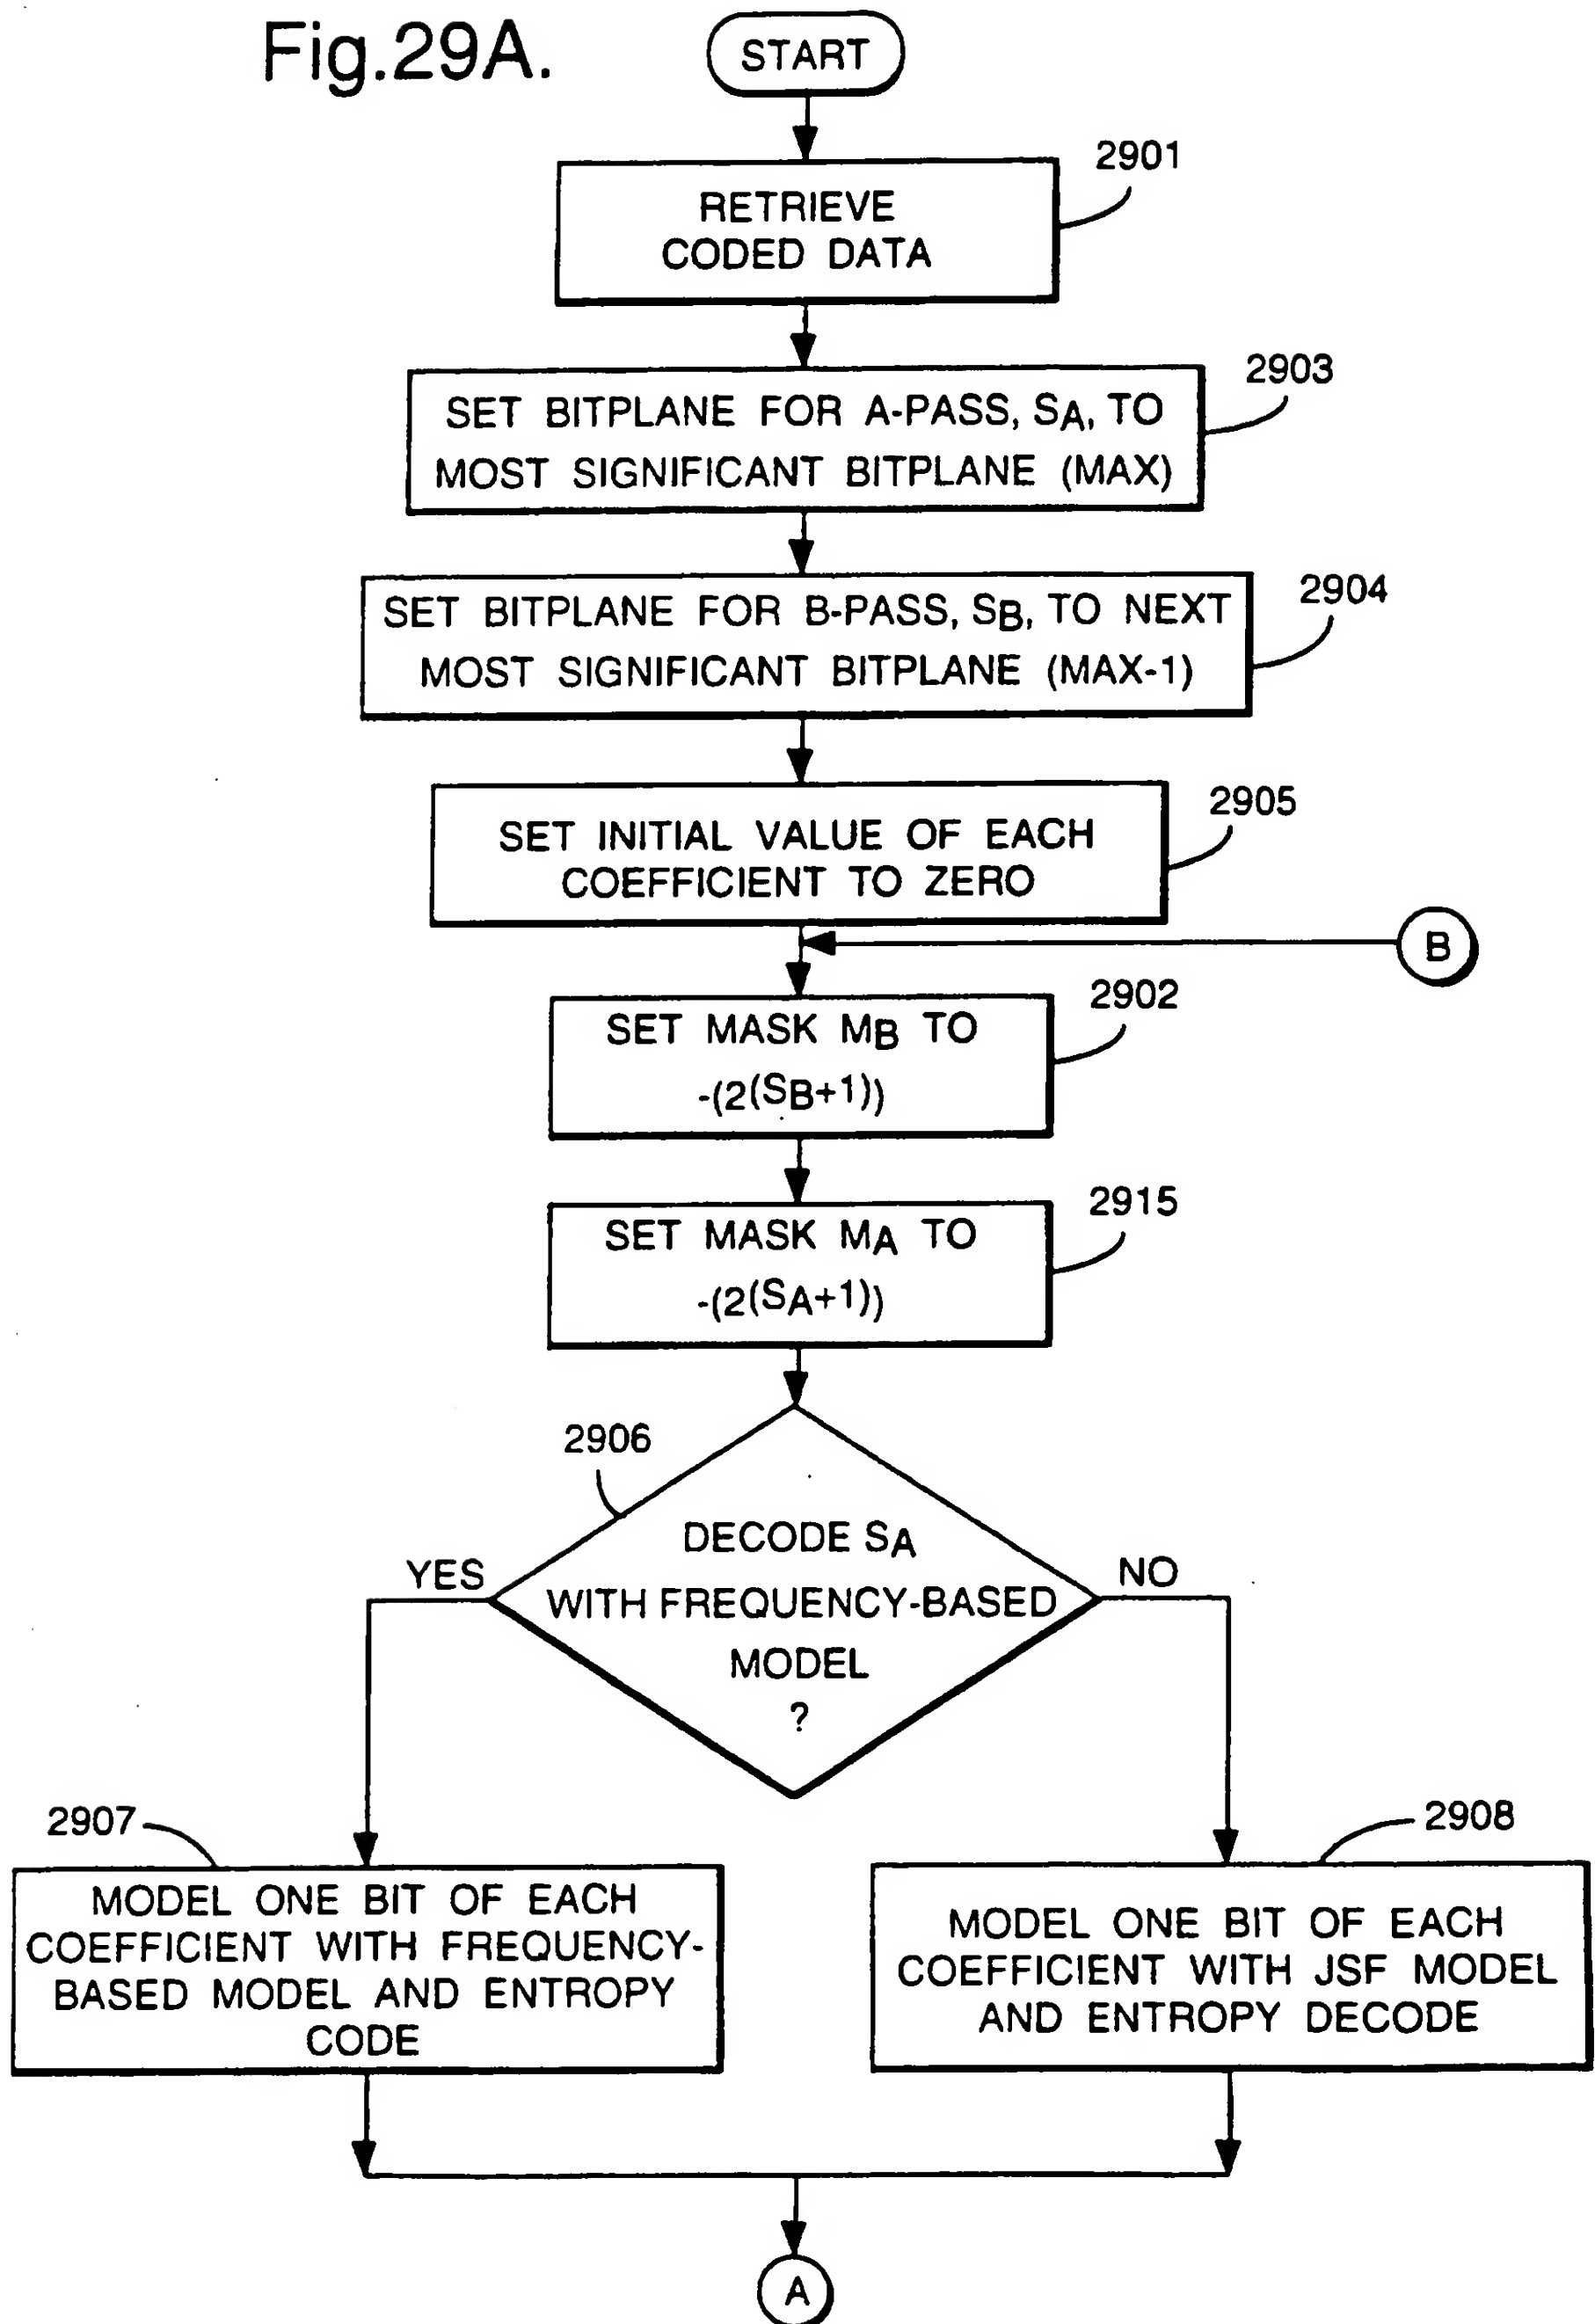 Fig.29A.
START
2901
RETRIEVE
CODED DATA
2903
SET BITPLANE FOR A-PASS, SA, TO
MOST SIGNIFICANT BITPLANE (MAX)
2904
SET BITPLANE FOR B-PASS, SB, TO NEXT
MOST SIGNIFICANT BITPLANE (MAX-1)
2905
SET INITIAL VALUE OF EACH
COEFFICIENT TO ZERO
B
2902
SET MASK MB TO
-(2(SB+1))
2915
SET MASK MA TO
-(2(SA+1))
2906
DECODE SA
WITH FREQUENCY-BASED
MODEL
?
YES
NO
2907
MODEL ONE BIT OF EACH
COEFFICIENT WITH FREQUENCY-
BASED MODEL AND ENTROPY
CODE
2908
MODEL ONE BIT OF EACH
COEFFICIENT WITH JSF MODEL
AND ENTROPY DECODE
A